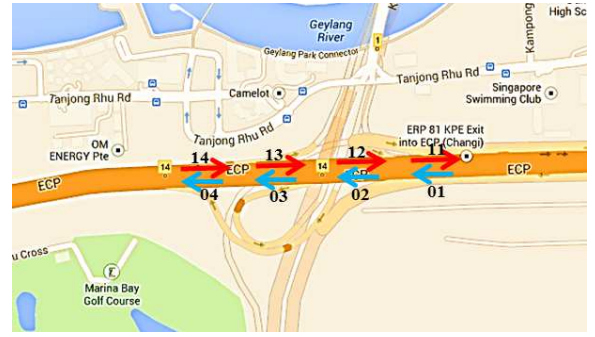 Geylang
River
High Sc
Kampong
K
1
Geylang Park Connector
Tanjong Rhu Rd
Camelot
Tanjong Rhu Rd
Singapore
Swimming Club
Tanjong Rhu Rd
ERP 81 KPE Exit
into ECP (Changi)
OM
ENERGY Pte
14
14
13
ECP
14
12
11
ECP
ECP
04
03
02
01
u Cross
Marina Bay
Golf Course